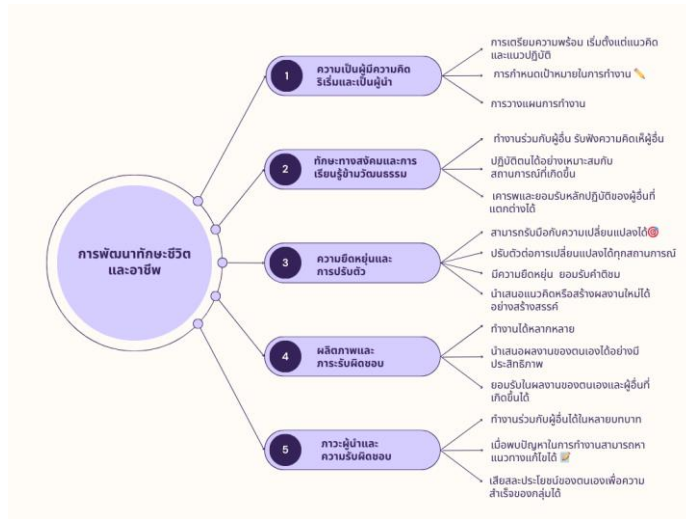 การพัฒนาทักษะชีวิต
และอาชีพ
1
ความเป็นผู้มีความคิด
ริเริ่มและเป็นผู้นำ
การเตรียมความพร้อม เริ่มตั้งแต่แนวคิด
และแนวปฏิบัติ
การกำหนดเป้าหมายในการทำงาน
การวางแผนการทำงาน
2
ทักษะทางสังคมและการ
เรียนรู้ข้ามวัฒนธรรม
ทำงานร่วมกับผู้อื่น รับฟังความคิดเห็ผู้อื่น
ปฏิบัติตนได้อย่างเหมาะสมกับ
สถานการณ์ที่เกิดขึ้น
เคารพและยอมรับหลักปฏิบัติของผู้อื่นที่
แตกต่างได้
3
ความยืดหยุ่นและ
การปรับตัว
สามารถรับมือกับความเปลี่ยนแปลงได้
ปรับตัวต่อการเปลี่ยนแปลงได้ทุกสถานการณ์
มีความยืดหยุ่น ยอมรับคำติชม
นำเสนอแนวคิดหรือสร้างผลงานใหม่ได้
อย่างสร้างสรรค์
4
ผลิตภาพและ
ภาระรับผิดชอบ
ทำงานได้หลากหลาย
นำเสนอผลงานของตนเองได้อย่างมี
ประสิทธิภาพ
ยอมรับในผลงานของตนเองและผู้อื่นที่
เกิดขึ้นได้
5
ภาวะผู้นำและ
ความรับผิดชอบ
ทำงานร่วมกับผู้อื่นได้ในหลายบทบาท
เมื่อพบปัญหาในการทำงานสามารถหา
แนวทางแก้ไขได้
เสียสละประโยชน์ของตนเองเพื่อความ
สำเร็จของกลุ่มได้